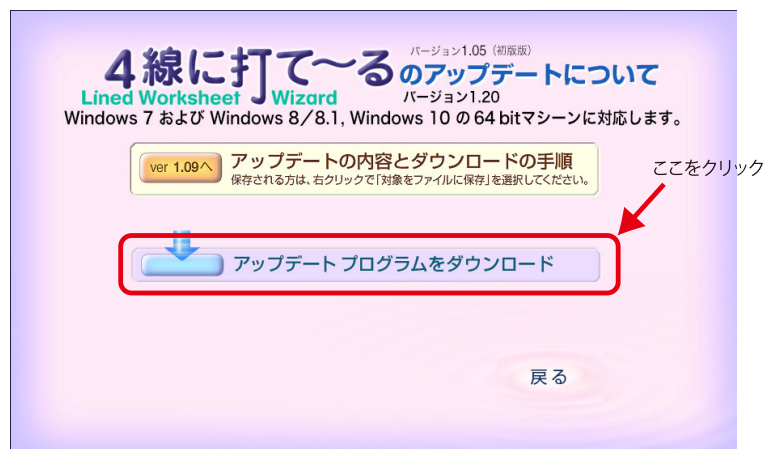 バージョン1.05（初版版）
4線に打て〜る のアップデートについて
Lined Worksheet Wizard バージョン1.20
Windows 7 および Windows 8／8.1, Windows 10 の 64 bitマシーンに対応します。
ver 1.09へ アップデートの内容とダウンロードの手順
保存される方は、右クリックで「対象をファイルに保存」を選択してください。
ここをクリック
アップデート プログラムをダウンロード
戻る